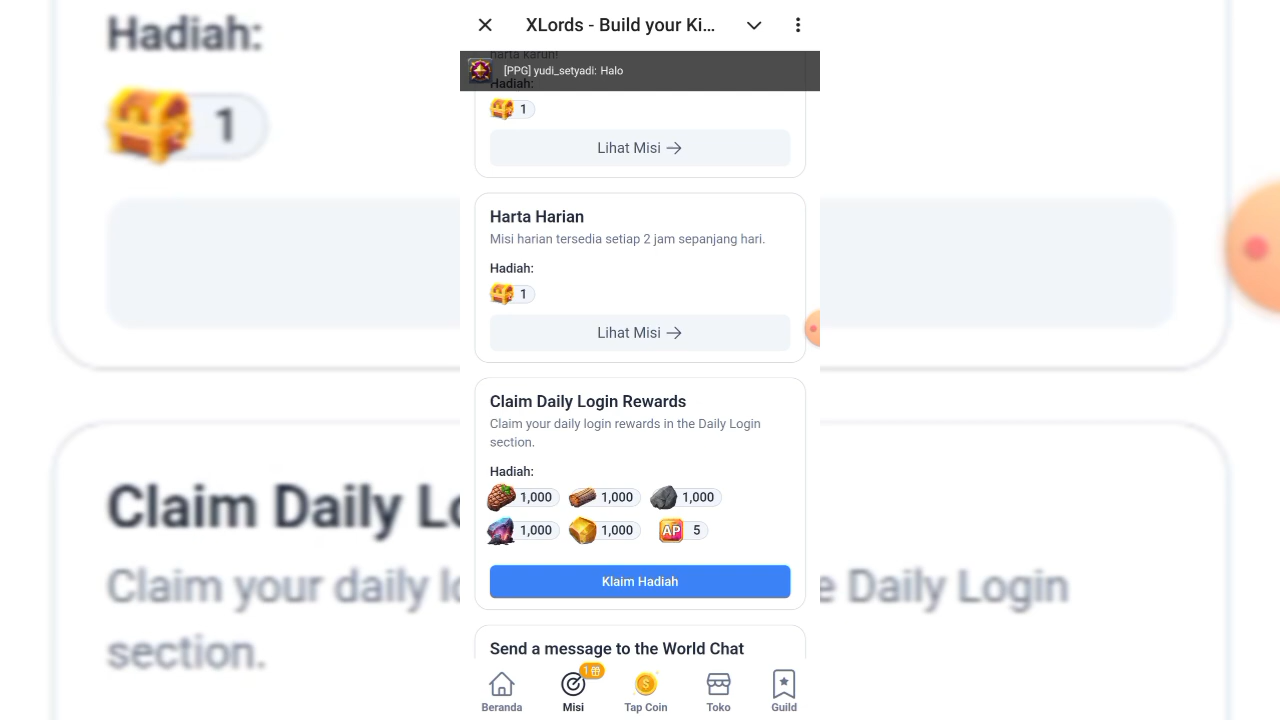 Hadiah:
1
Claim Daily Lo
Claim your daily lo
e Daily Login
section.
XLords - Build your Ki...
harta karun!
[PPG] yudi_setyadi: Halo
Hadiah:
1
Lihat Misi →
Harta Harian
Misi harian tersedia setiap 2 jam sepanjang hari.
Hadiah:
1
Lihat Misi →
Claim Daily Login Rewards
Claim your daily login rewards in the Daily Login
section.
Hadiah:
1,000 1,000 1,000
1,000 1,000 AP 5
Klaim Hadiah
Send a message to the World Chat
1
Beranda Misi Tap Coin Toko Guild